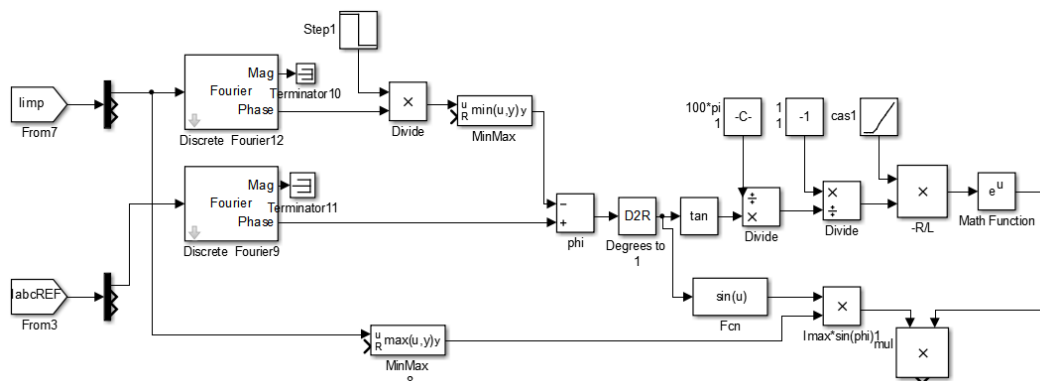 Step1
Iimp
From7
Mag
Fourier
Phase
Terminator10
Discrete Fourier12
×
Divide
u
R
min(u,y)
y
MinMax
100*pi
1
-C-
1
1
-1
cas1
Mag
Fourier
Phase
Terminator11
Discrete Fourier9
−
+
phi
D2R
Degrees to
1
tan
÷
×
Divide
×
÷
Divide
×
-R/L
e^u
Math Function
IabcREF
From3
sin(u)
Fcn
×
Imax*sin(phi)1
mul
×
u
R
max(u,y)
y
MinMax